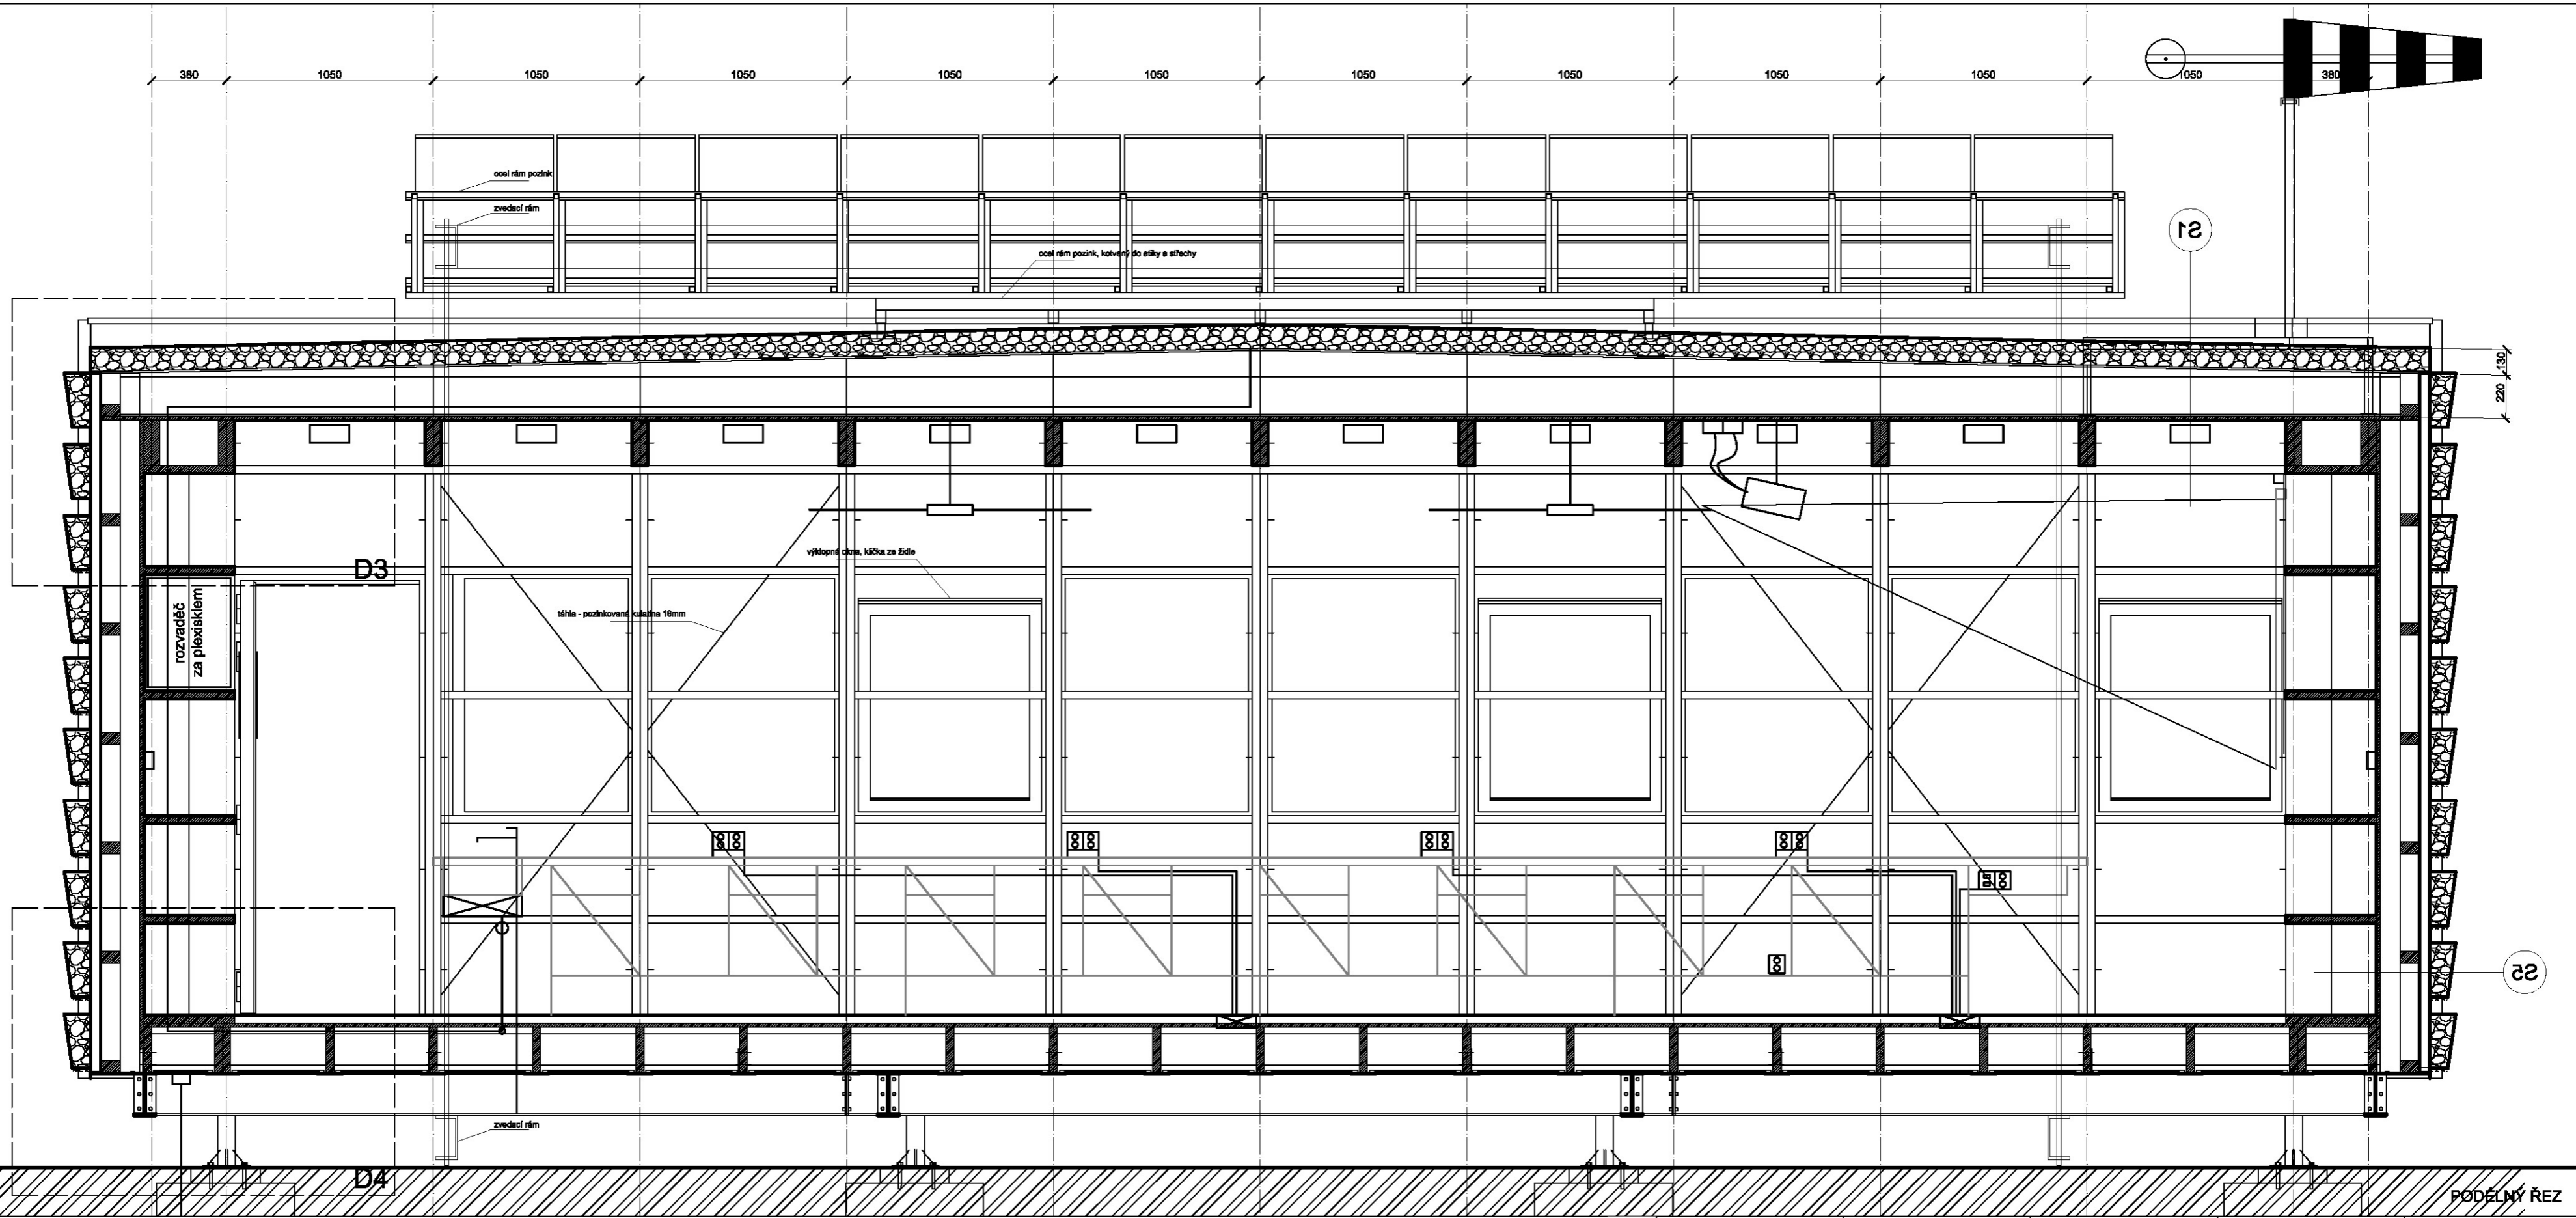 380 1050 1050 1050 1050 1050 1050 1050 1050 1050 1050 380
ocel rám pozink
zvedací rám
S1
ocel rám pozink, kotvený do atiky a střechy
130
220
výklopná okna, klička ze židle
D3
rozvaděč
za plexisklem
táhla - pozinkovaná kulatina 16mm
S5
zvedací rám
D4
PODÉLNÝ ŘEZ